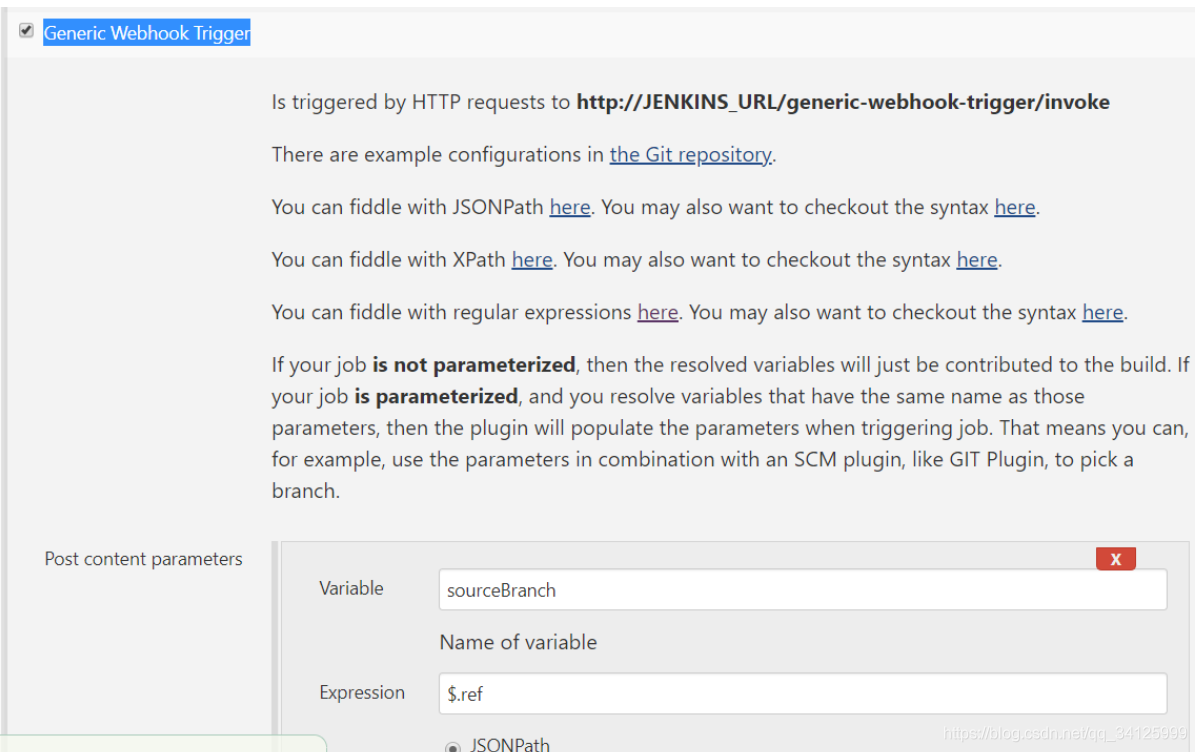 Generic Webhook Trigger
Is triggered by HTTP requests to http://JENKINS_URL/generic-webhook-trigger/invoke
There are example configurations in the Git repository.
You can fiddle with JSONPath here. You may also want to checkout the syntax here.
You can fiddle with XPath here. You may also want to checkout the syntax here.
You can fiddle with regular expressions here. You may also want to checkout the syntax here.
If your job is not parameterized, then the resolved variables will just be contributed to the build. If
your job is parameterized, and you resolve variables that have the same name as those
parameters, then the plugin will populate the parameters when triggering job. That means you can,
for example, use the parameters in combination with an SCM plugin, like GIT Plugin, to pick a
branch.
Post content parameters
X
Variable
sourceBranch
Name of variable
Expression
$.ref
JSONPath
https://blog.csdn.net/qq_34125999